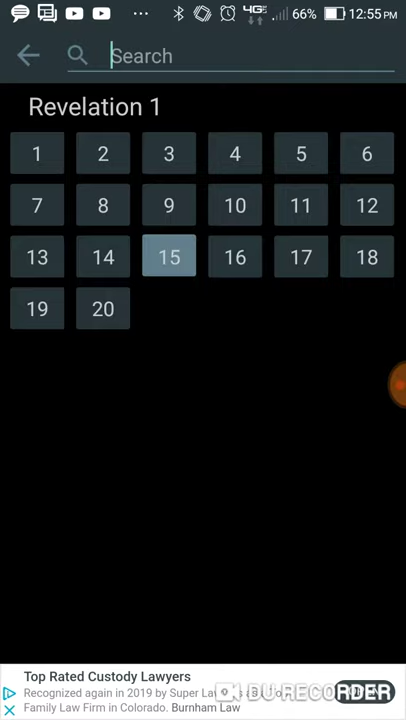 4G 66% 12:55 PM
Search
Revelation 1
1 2 3 4 5 6
7 8 9 10 11 12
13 14 15 16 17 18
19 20
Top Rated Custody Lawyers
Recognized again in 2019 by Super
DU RECORDER
Family Law Firm in Colorado. Burnham Law